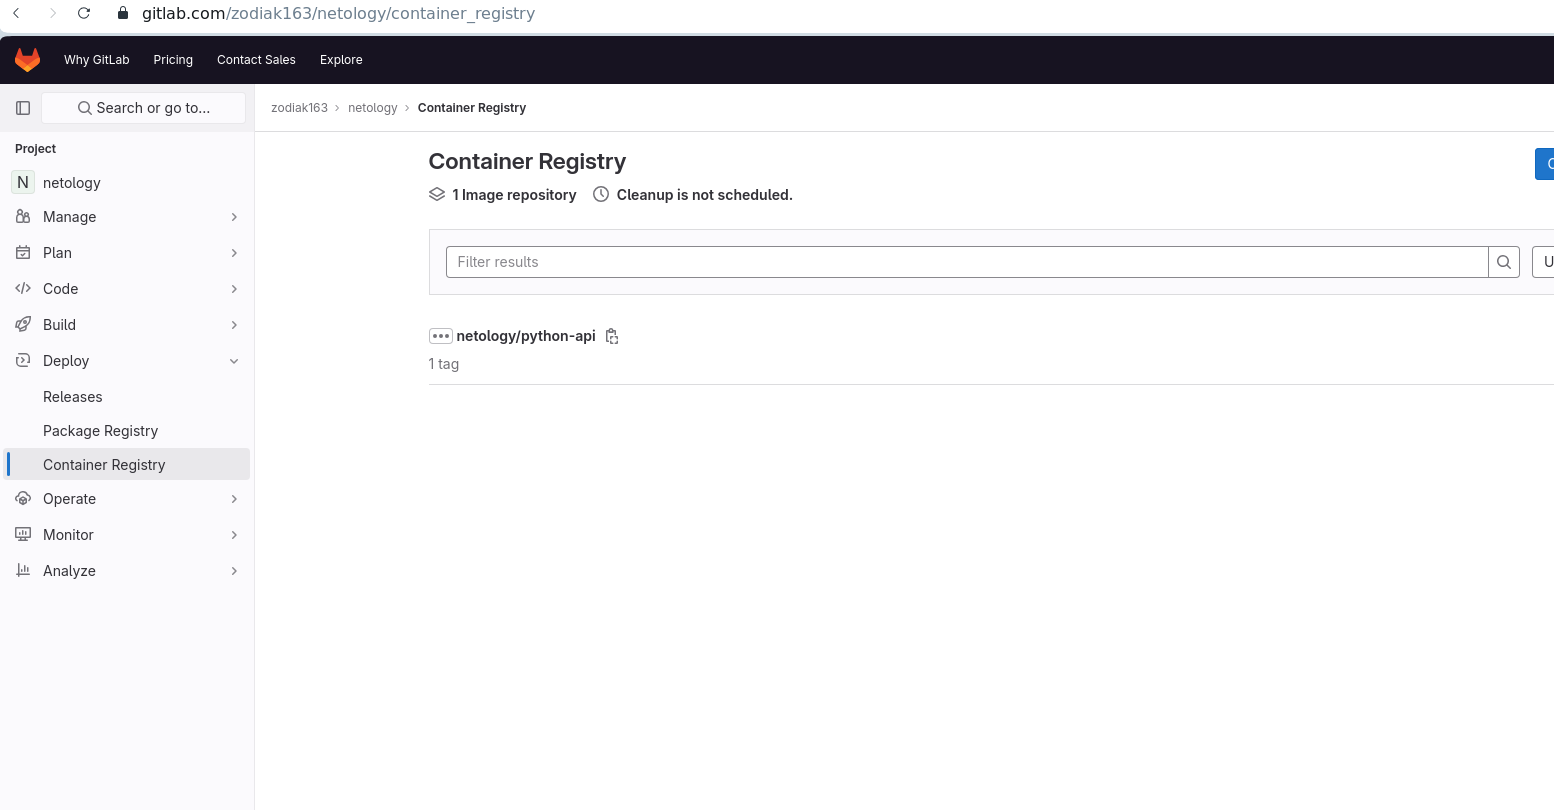 gitlab.com/zodiak163/netology/container_registry
Why GitLab Pricing Contact Sales Explore
Search or go to...
zodiak163 › netology › Container Registry
Project
N netology
Manage
Plan
Code
Build
Deploy
Releases
Package Registry
Container Registry
Operate
Monitor
Analyze
Container Registry
1 Image repository Cleanup is not scheduled.
Filter results
netology/python-api
1 tag